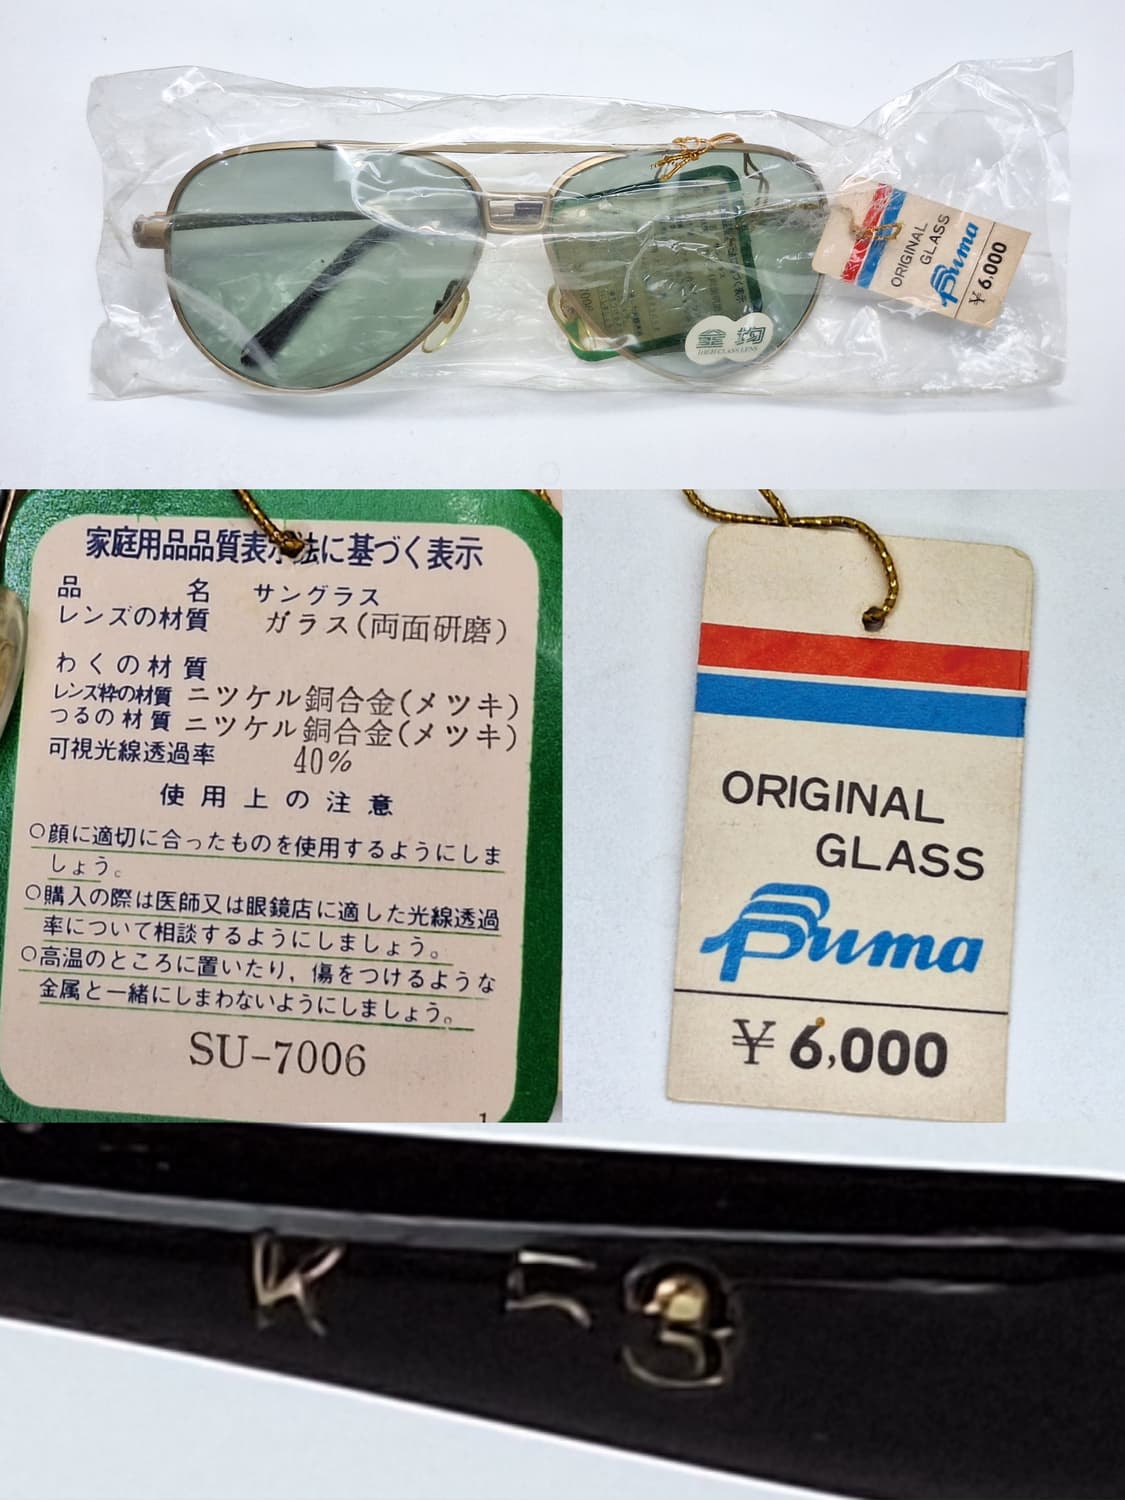 ORIGINAL
GLASS
Puma
¥6,000
HIGH CLASS LENS
家庭用品品質表示法に基づく表示
品 名 サングラス
レンズの材質 ガラス(両面研磨)
わくの材質
レンズ枠の材質 ニツケル銅合金(メツキ)
つるの材質 ニツケル銅合金(メツキ)
可視光線透過率 40%
使用上の注意
○顔に適切に合ったものを使用するようにしま
しょう。
○購入の際は医師又は眼鏡店に適した光線透過
率について相談するようにしましょう。
○高温のところに置いたり，傷をつけるような
金属と一緒にしまわないようにしましょう。
SU-7006
1
ORIGINAL
GLASS
Puma
¥6,000
K 53